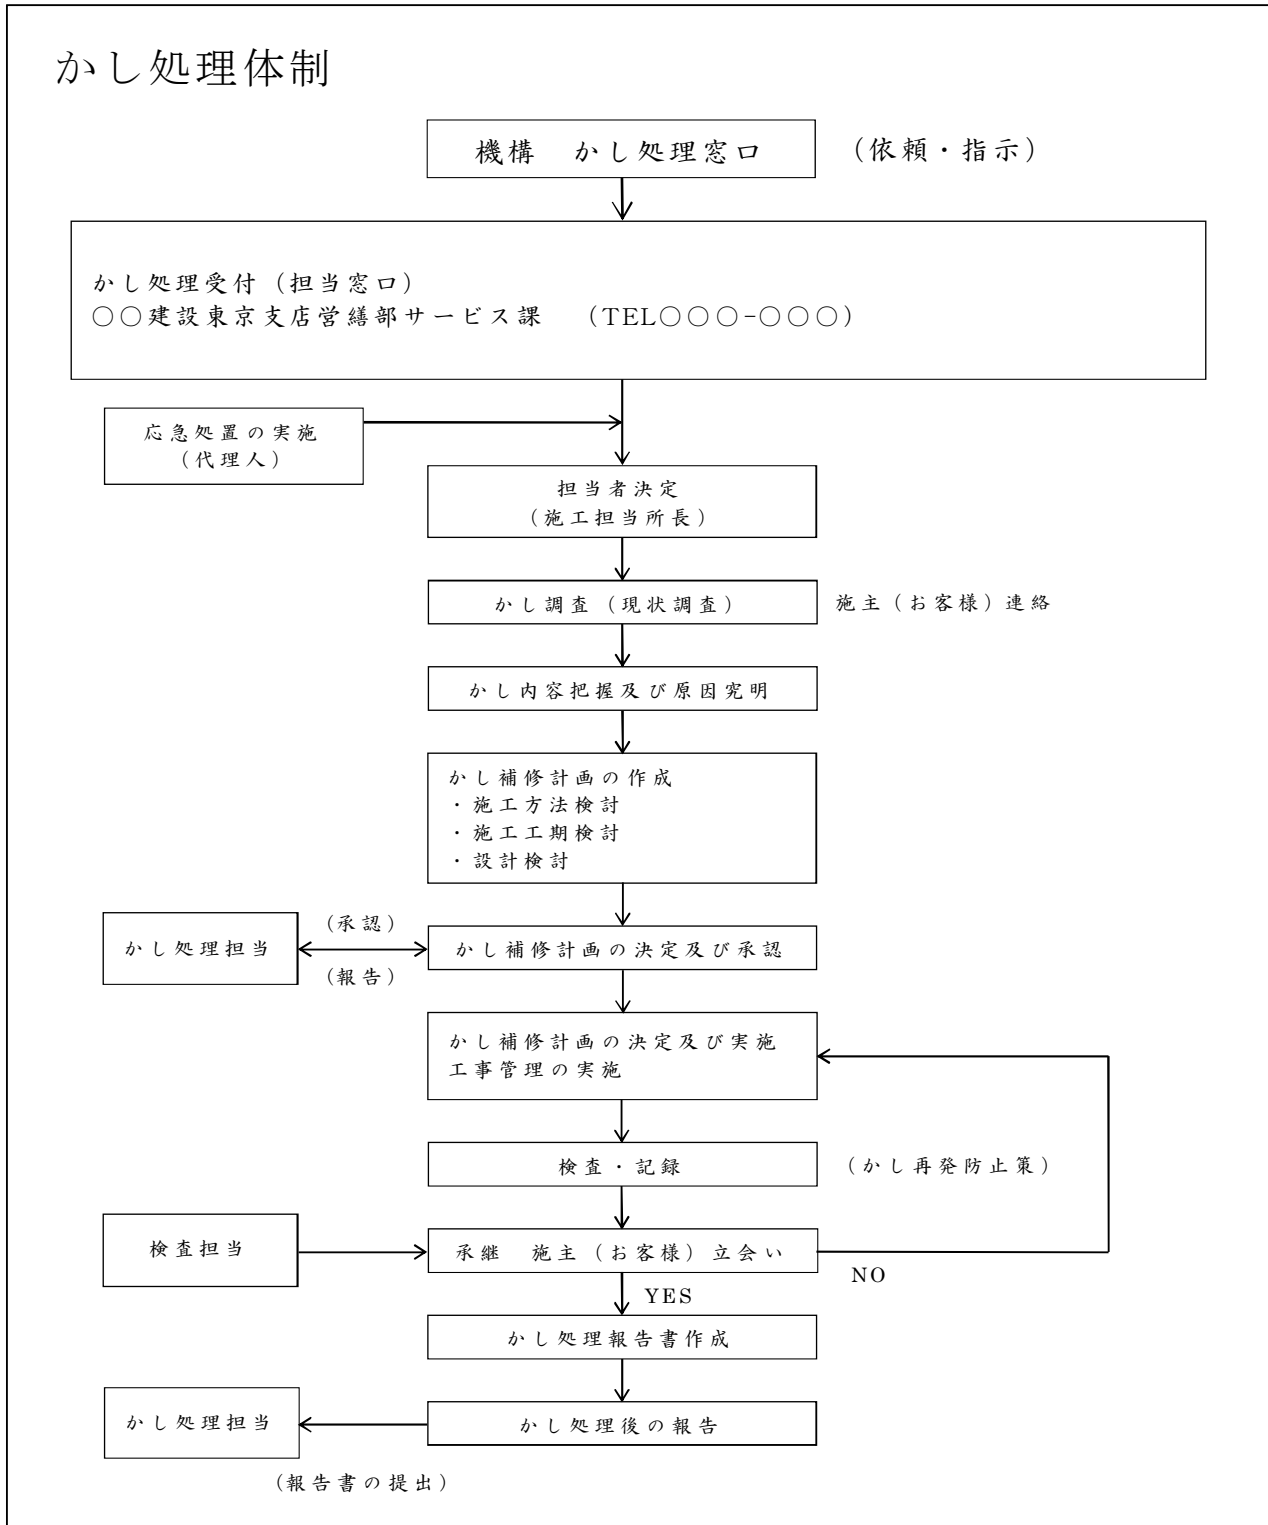 かし処理体制
機構　かし処理窓口
（依頼・指示）
かし処理受付（担当窓口）
○○建設東京支店営繕部サービス課　（TEL○○○-○○○）
応急処置の実施
（代理人）
担当者決定
（施工担当所長）
かし調査（現状調査）
施主（お客様）連絡
かし内容把握及び原因究明
かし補修計画の作成
・施工方法検討
・施工工期検討
・設計検討
（承認）
かし処理担当
かし補修計画の決定及び承認
（報告）
かし補修計画の決定及び実施
工事管理の実施
検査・記録
（かし再発防止策）
検査担当
承継　施主（お客様）立会い
NO
YES
かし処理報告書作成
かし処理担当
かし処理後の報告
（報告書の提出）